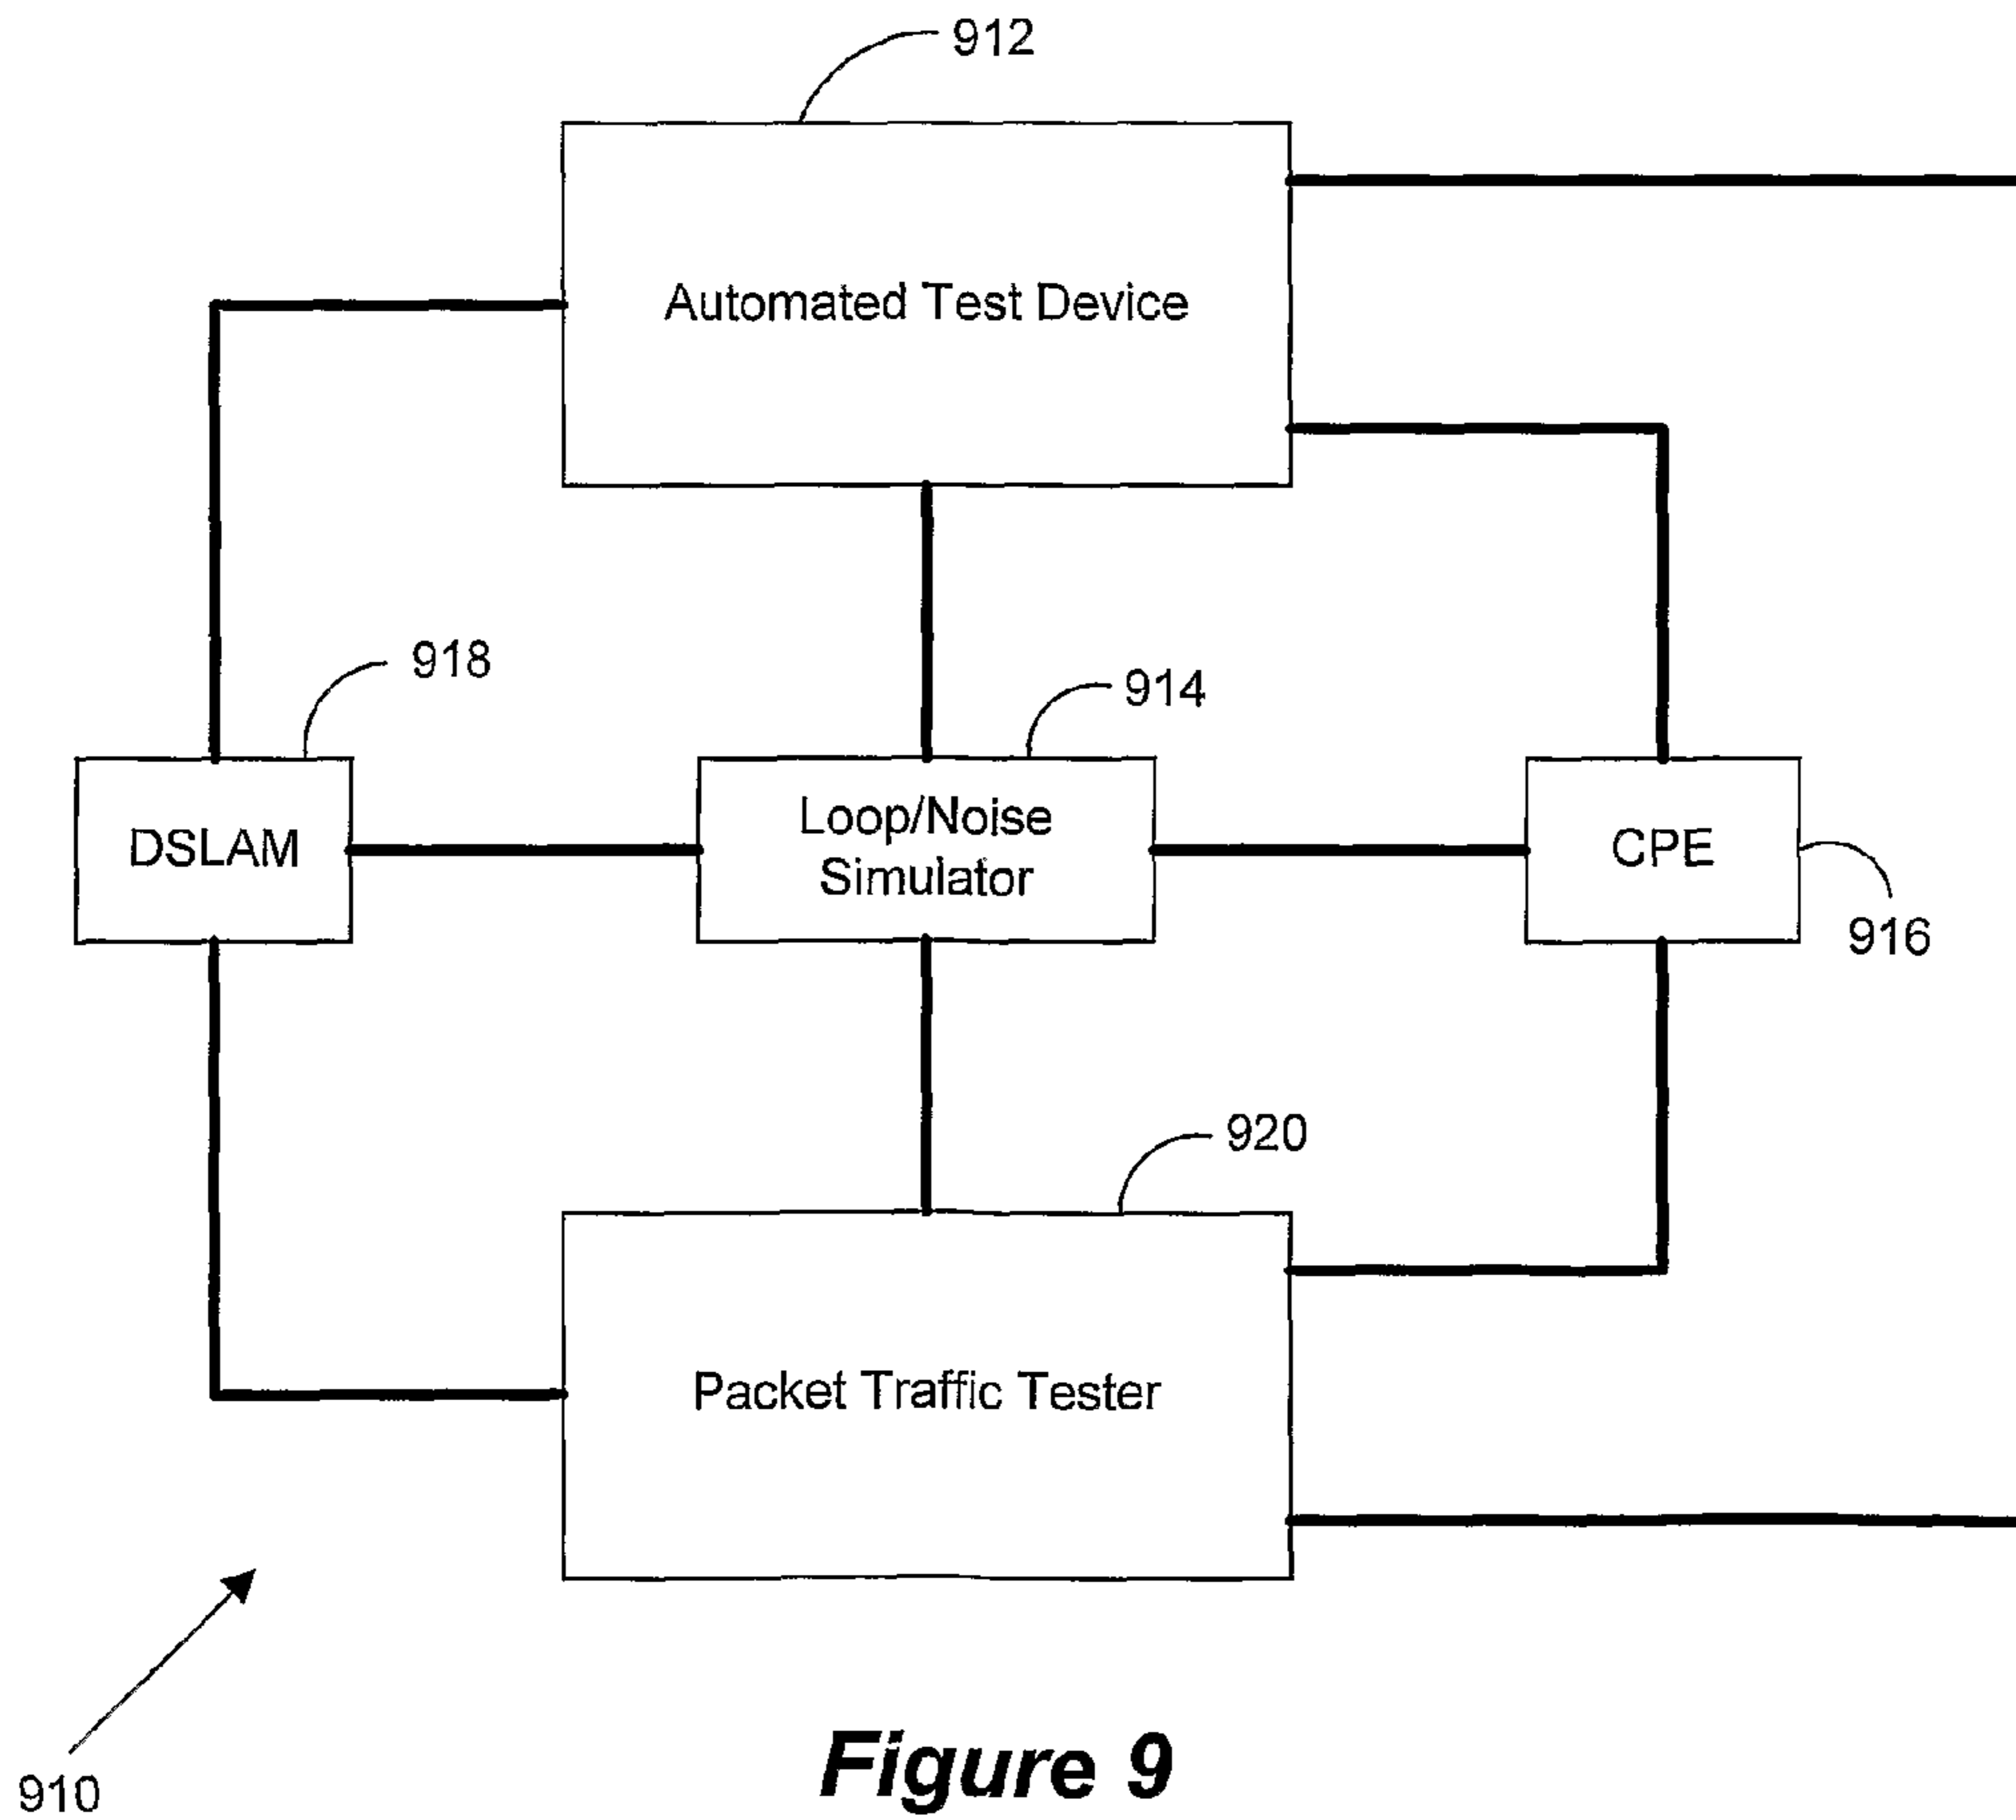 912
Automated Test Device
918
914
DSLAM
Loop/Noise
Simulator
CPE
916
920
Packet Traffic Tester
910
Figure 9